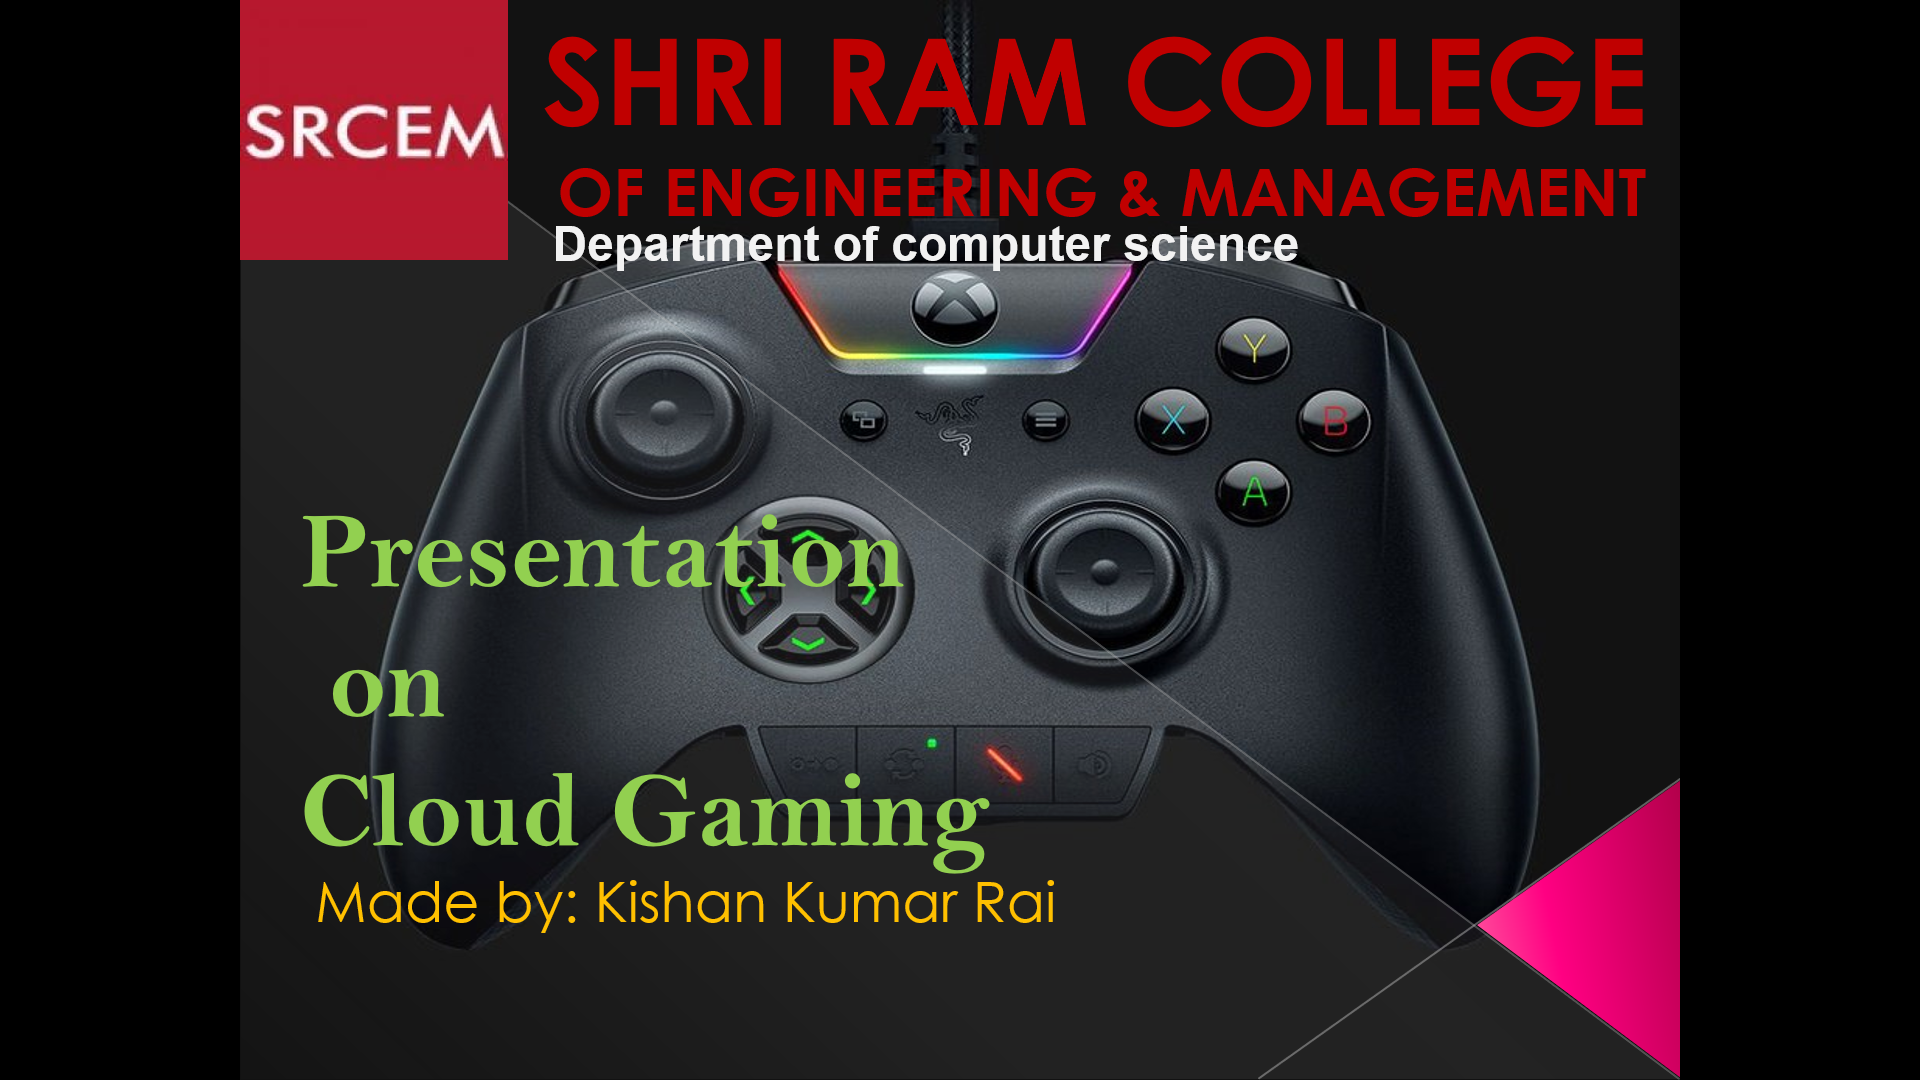 SRCEM
SHRI RAM COLLEGE
OF ENGINEERING & MANAGEMENT
Department of computer science
Y
X
B
A
Presentation
on
Cloud Gaming
Made by: Kishan Kumar Rai